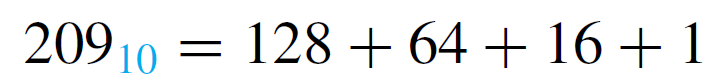 209₁₀ = 128 + 64 + 16 + 1